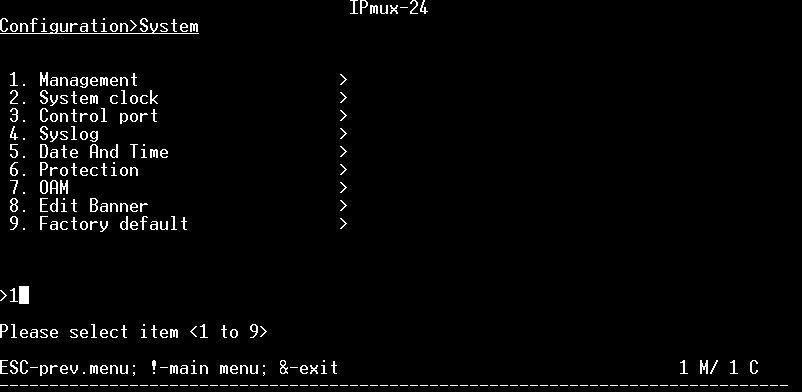 IPmux-24
Configuration>System
1. Management >
2. System clock >
3. Control port >
4. Syslog >
5. Date And Time >
6. Protection >
7. OAM >
8. Edit Banner >
9. Factory default >
>1
Please select item <1 to 9>
ESC-prev.menu; !-main menu; &-exit 1 M/ 1 C